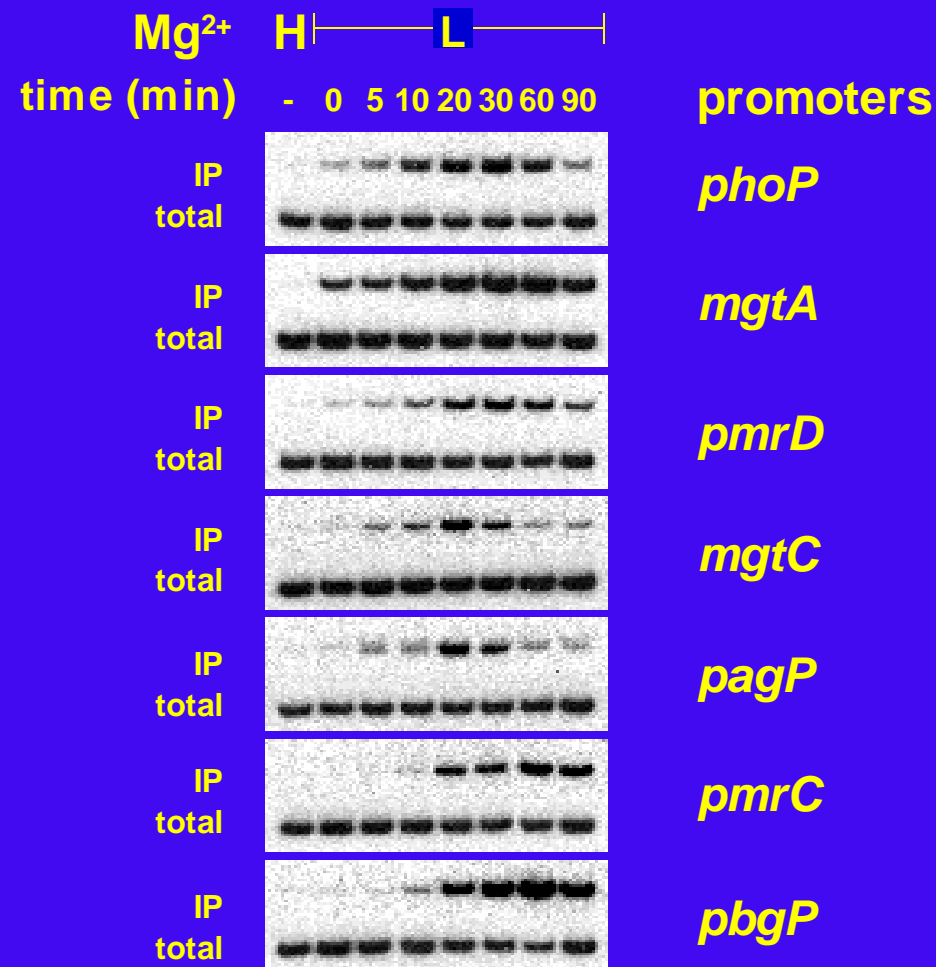 Mg²⁺ H L
time (min) - 0 5 10 20 30 60 90 promoters
IP
total
phoP
IP
total
mgtA
IP
total
pmrD
IP
total
mgtC
IP
total
pagP
IP
total
pmrC
IP
total
pbgP